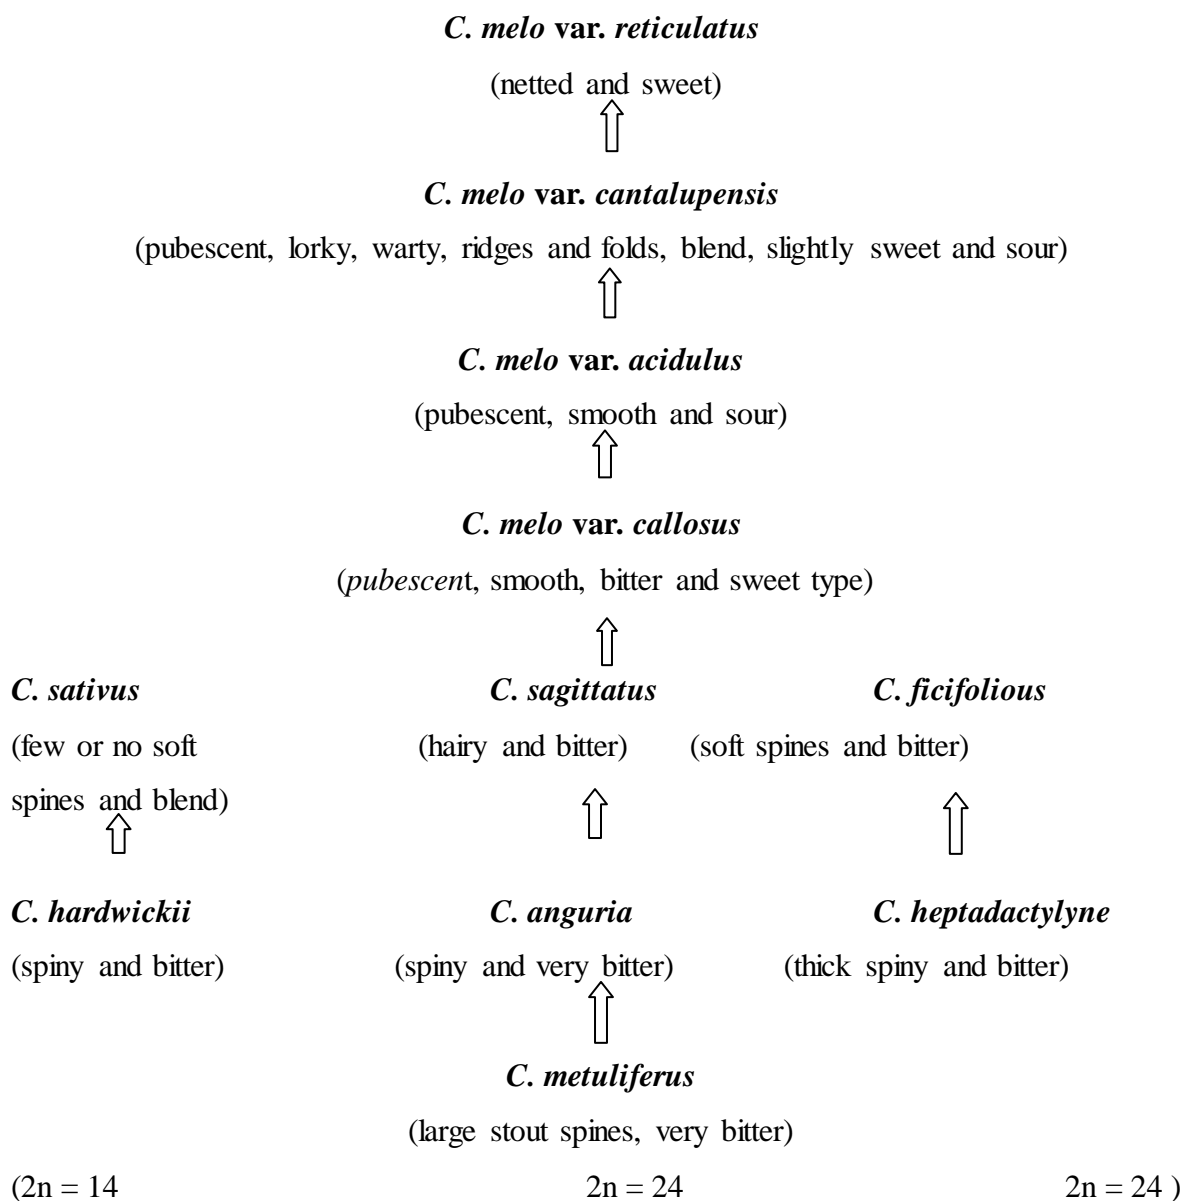 C. melo var. reticulatus
(netted and sweet)
C. melo var. cantalupensis
(pubescent, lorky, warty, ridges and folds, blend, slightly sweet and sour)
C. melo var. acidulus
(pubescent, smooth and sour)
C. melo var. callosus
(pubescent, smooth, bitter and sweet type)
C. sativus C. sagittatus C. ficifolious
(few or no soft (hairy and bitter) (soft spines and bitter)
spines and blend)
C. hardwickii C. anguria C. heptadactylyne
(spiny and bitter) (spiny and very bitter) (thick spiny and bitter)
C. metuliferus
(large stout spines, very bitter)
(2n = 14 2n = 24 2n = 24 )